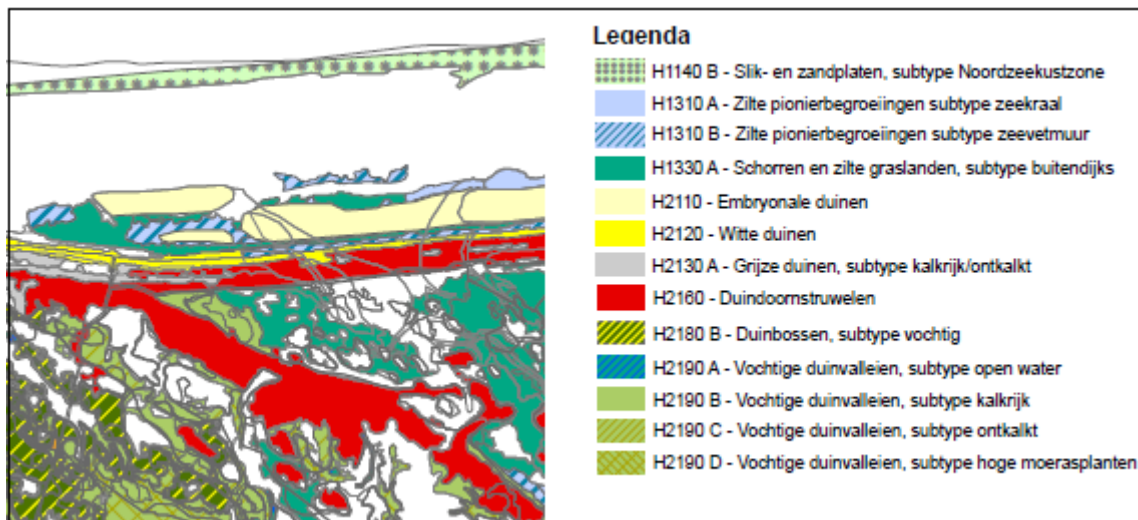 Legenda
H1140 B - Slik- en zandplaten, subtype Noordzeekustzone
H1310 A - Zilte pionierbegroeiingen subtype zeekraal
H1310 B - Zilte pionierbegroeiingen subtype zeevetmuur
H1330 A - Schorren en zilte graslanden, subtype buitendijks
H2110 - Embryonale duinen
H2120 - Witte duinen
H2130 A - Grijze duinen, subtype kalkrijk/ontkalkt
H2160 - Duindoornstruwelen
H2180 B - Duinbossen, subtype vochtig
H2190 A - Vochtige duinvalleien, subtype open water
H2190 B - Vochtige duinvalleien, subtype kalkrijk
H2190 C - Vochtige duinvalleien, subtype ontkalkt
H2190 D - Vochtige duinvalleien, subtype hoge moerasplanten